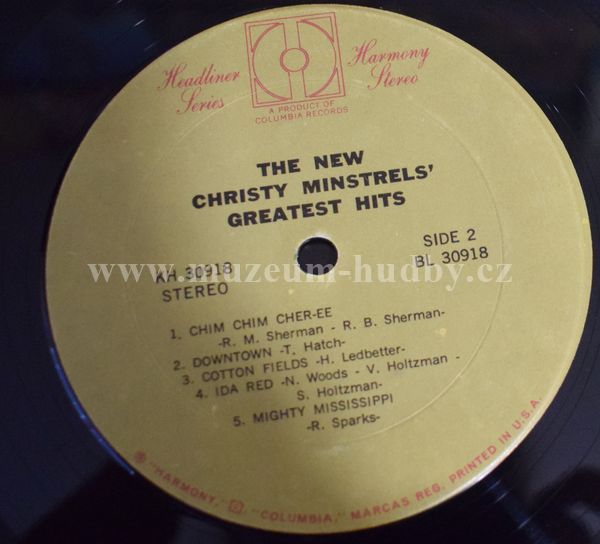 Headliner Series
Harmony Stereo
A PRODUCT OF
COLUMBIA RECORDS
THE NEW
CHRISTY MINSTRELS'
GREATEST HITS
SIDE 2
KH 30918
BL 30918
STEREO
www.muzeum-hudby.cz
1. CHIM CHIM CHER-EE
-R. M. Sherman - R. B. Sherman-
2. DOWNTOWN -T. Hatch-
3. COTTON FIELDS -H. Ledbetter-
4. IDA RED -N. Woods - V. Holtzman -
S. Holtzman-
5. MIGHTY MISSISSIPPI
-R. Sparks-
® "HARMONY," © "COLUMBIA," MARCAS REG. PRINTED IN U.S.A.